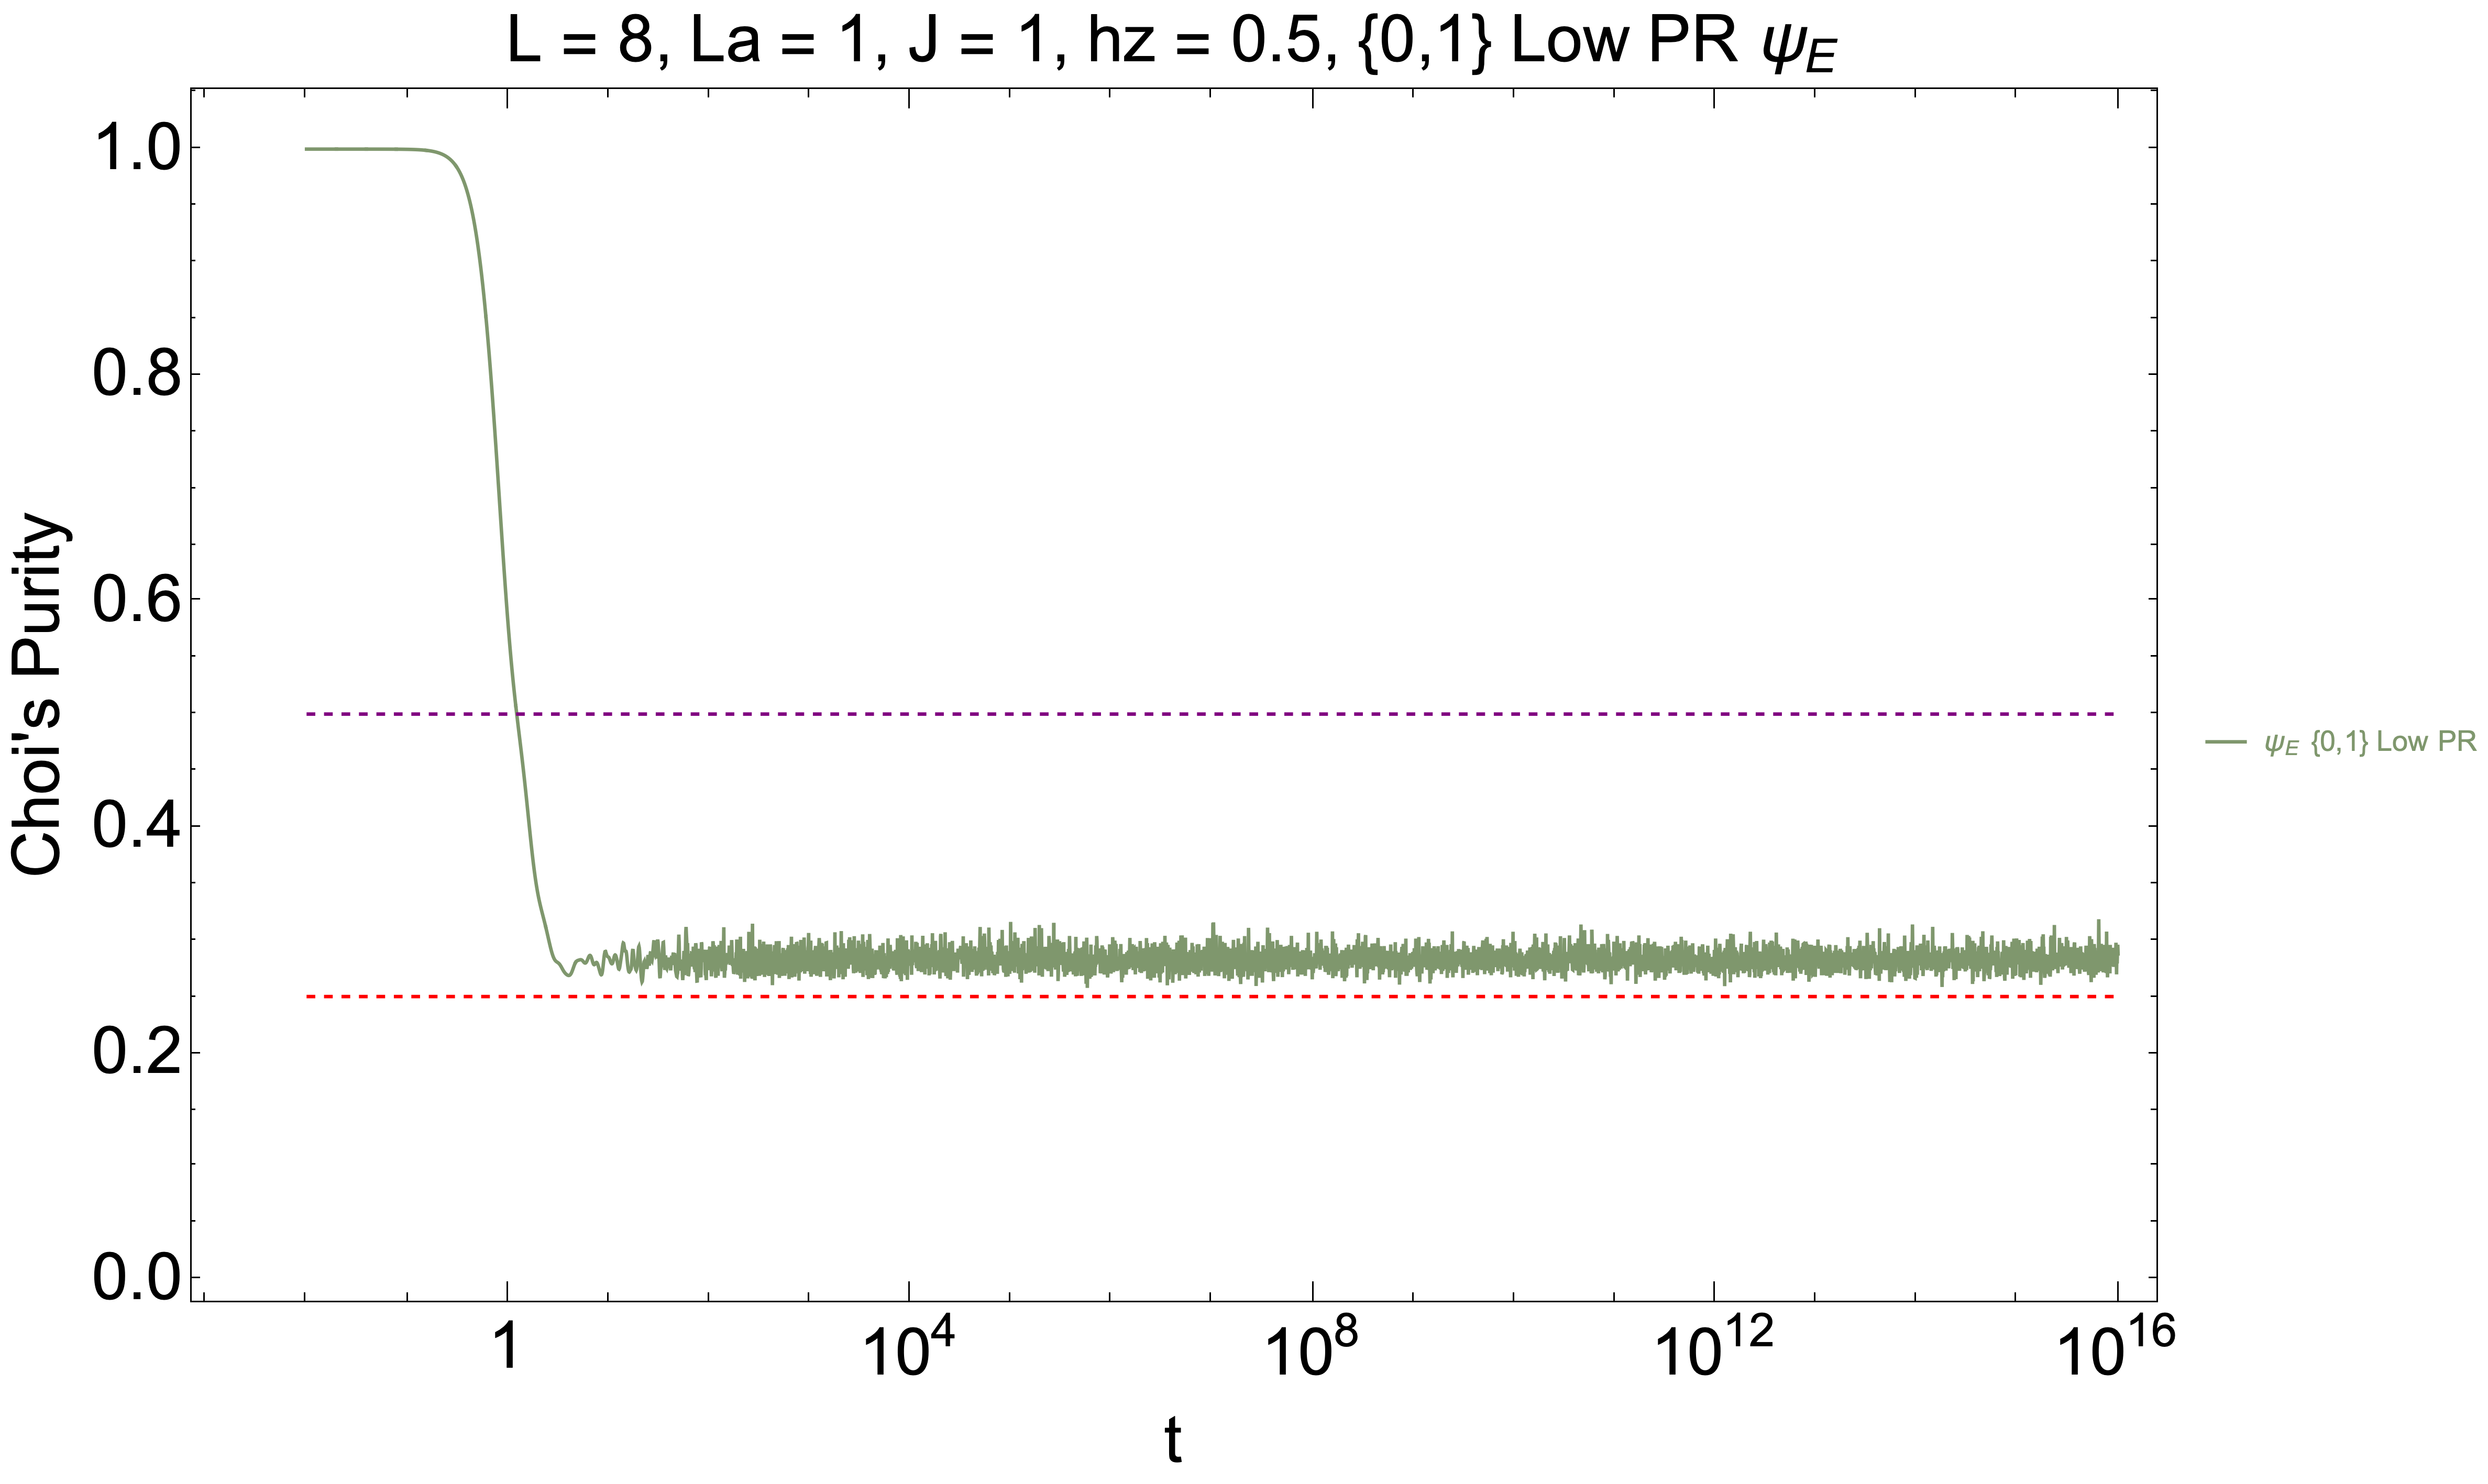 L = 8, La = 1, J = 1, hz = 0.5, {0,1} Low PR ψ_E
1.0
0.8
0.6
0.4
0.2
0.0
Choi's Purity
1
10^4
10^8
10^12
10^16
t
ψ_E {0,1} Low PR